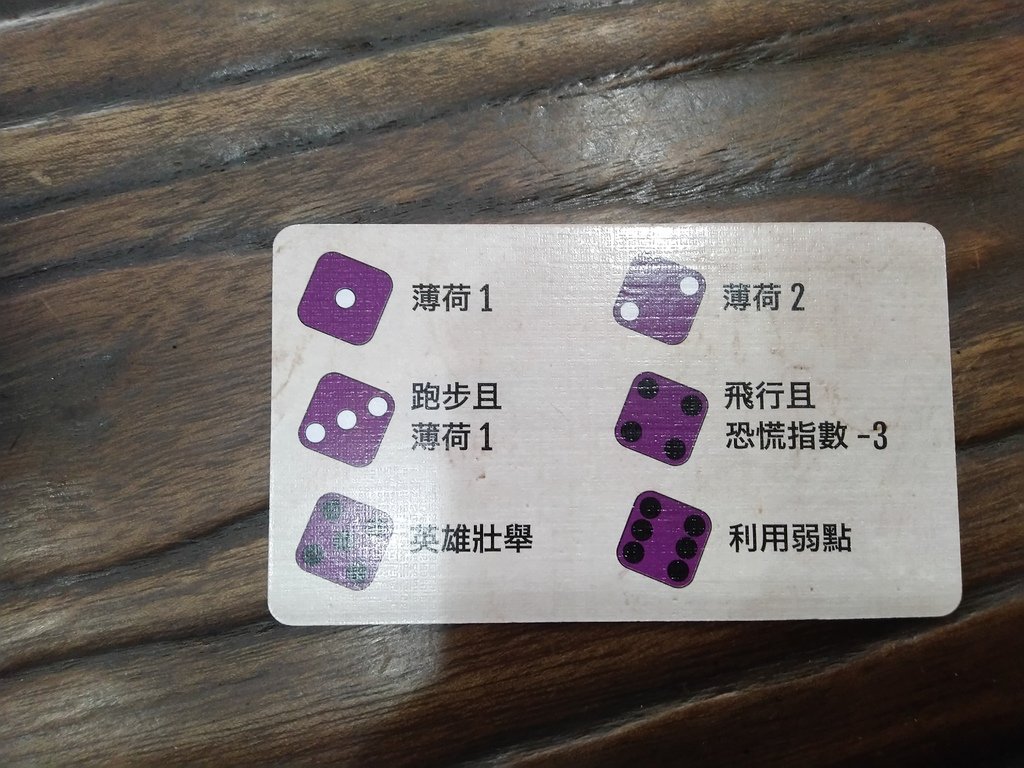 薄荷 1
薄荷 2
跑步且
薄荷 1
飛行且
恐慌指數 -3
英雄壯舉
利用弱點